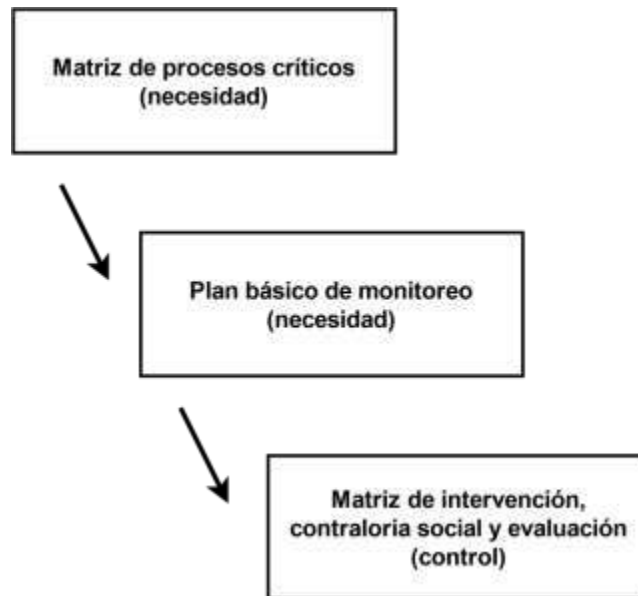 Matriz de procesos críticos
(necesidad)
Plan básico de monitoreo
(necesidad)
Matriz de intervención,
contraloria social y evaluación
(control)